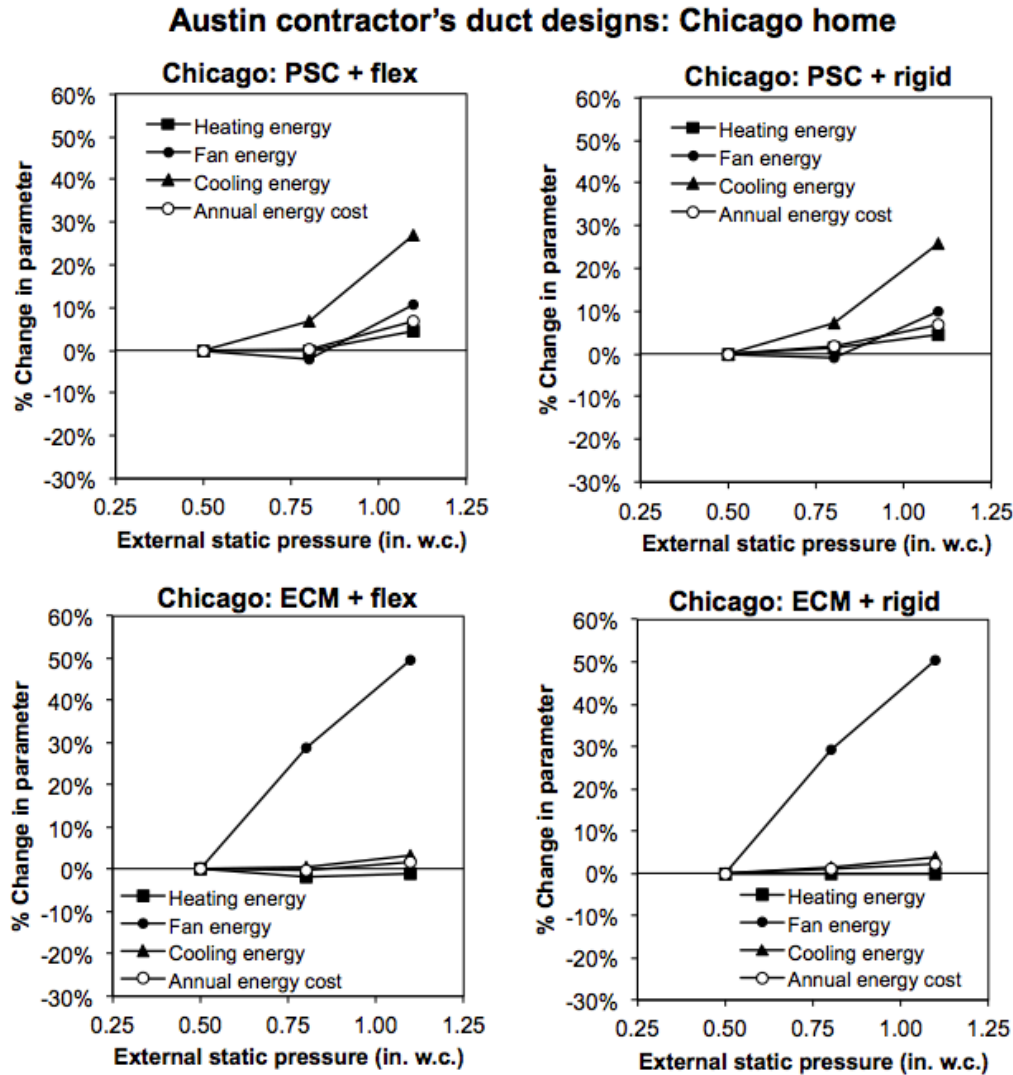 Austin contractor's duct designs: Chicago home
Chicago: PSC + flex
60%
50%
40%
30%
20%
10%
0%
-10%
-20%
-30%
% Change in parameter
Heating energy
Fan energy
Cooling energy
Annual energy cost
0.25 0.50 0.75 1.00 1.25
External static pressure (in. w.c.)
Chicago: PSC + rigid
60%
50%
40%
30%
20%
10%
0%
-10%
-20%
-30%
% Change in parameter
Heating energy
Fan energy
Cooling energy
Annual energy cost
0.25 0.50 0.75 1.00 1.25
External static pressure (in. w.c.)
Chicago: ECM + flex
60%
50%
40%
30%
20%
10%
0%
-10%
-20%
-30%
% Change in parameter
Heating energy
Fan energy
Cooling energy
Annual energy cost
0.25 0.50 0.75 1.00 1.25
External static pressure (in. w.c.)
Chicago: ECM + rigid
60%
50%
40%
30%
20%
10%
0%
-10%
-20%
-30%
% Change in parameter
Heating energy
Fan energy
Cooling energy
Annual energy cost
0.25 0.50 0.75 1.00 1.25
External static pressure (in. w.c.)